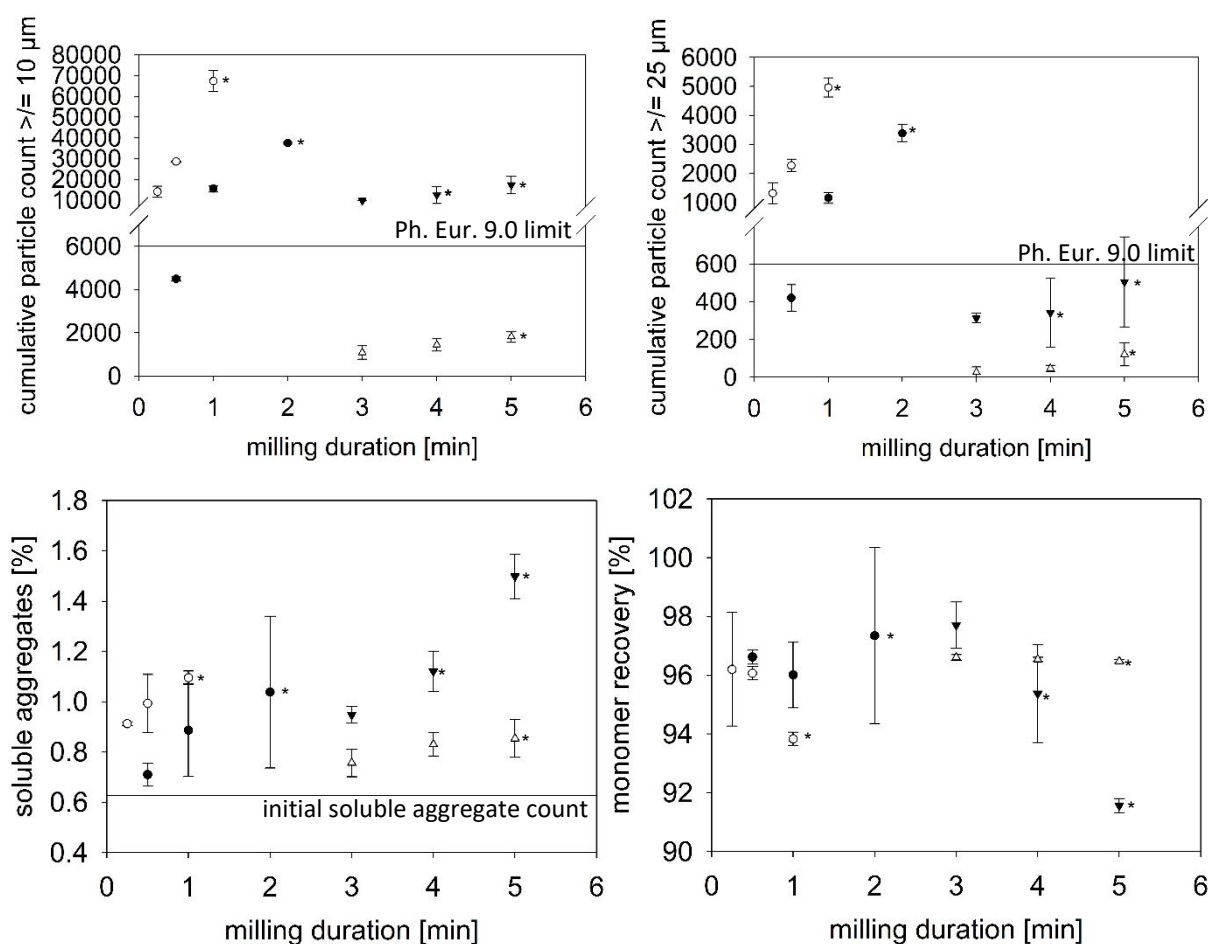 cumulative particle count >/= 10 µm
80000
70000
60000
50000
40000
30000
20000
10000
6000
4000
2000
0
* * * * *
Ph. Eur. 9.0 limit
0 1 2 3 4 5 6
milling duration [min]
cumulative particle count >/= 25 µm
6000
5000
4000
3000
2000
1000
600
400
200
0
* * * * *
Ph. Eur. 9.0 limit
0 1 2 3 4 5 6
milling duration [min]
soluble aggregates [%]
1.8
1.6
1.4
1.2
1.0
0.8
0.6
0.4
* * * * *
initial soluble aggregate count
0 1 2 3 4 5 6
milling duration [min]
monomer recovery [%]
102
100
98
96
94
92
90
* * * * *
0 1 2 3 4 5 6
milling duration [min]